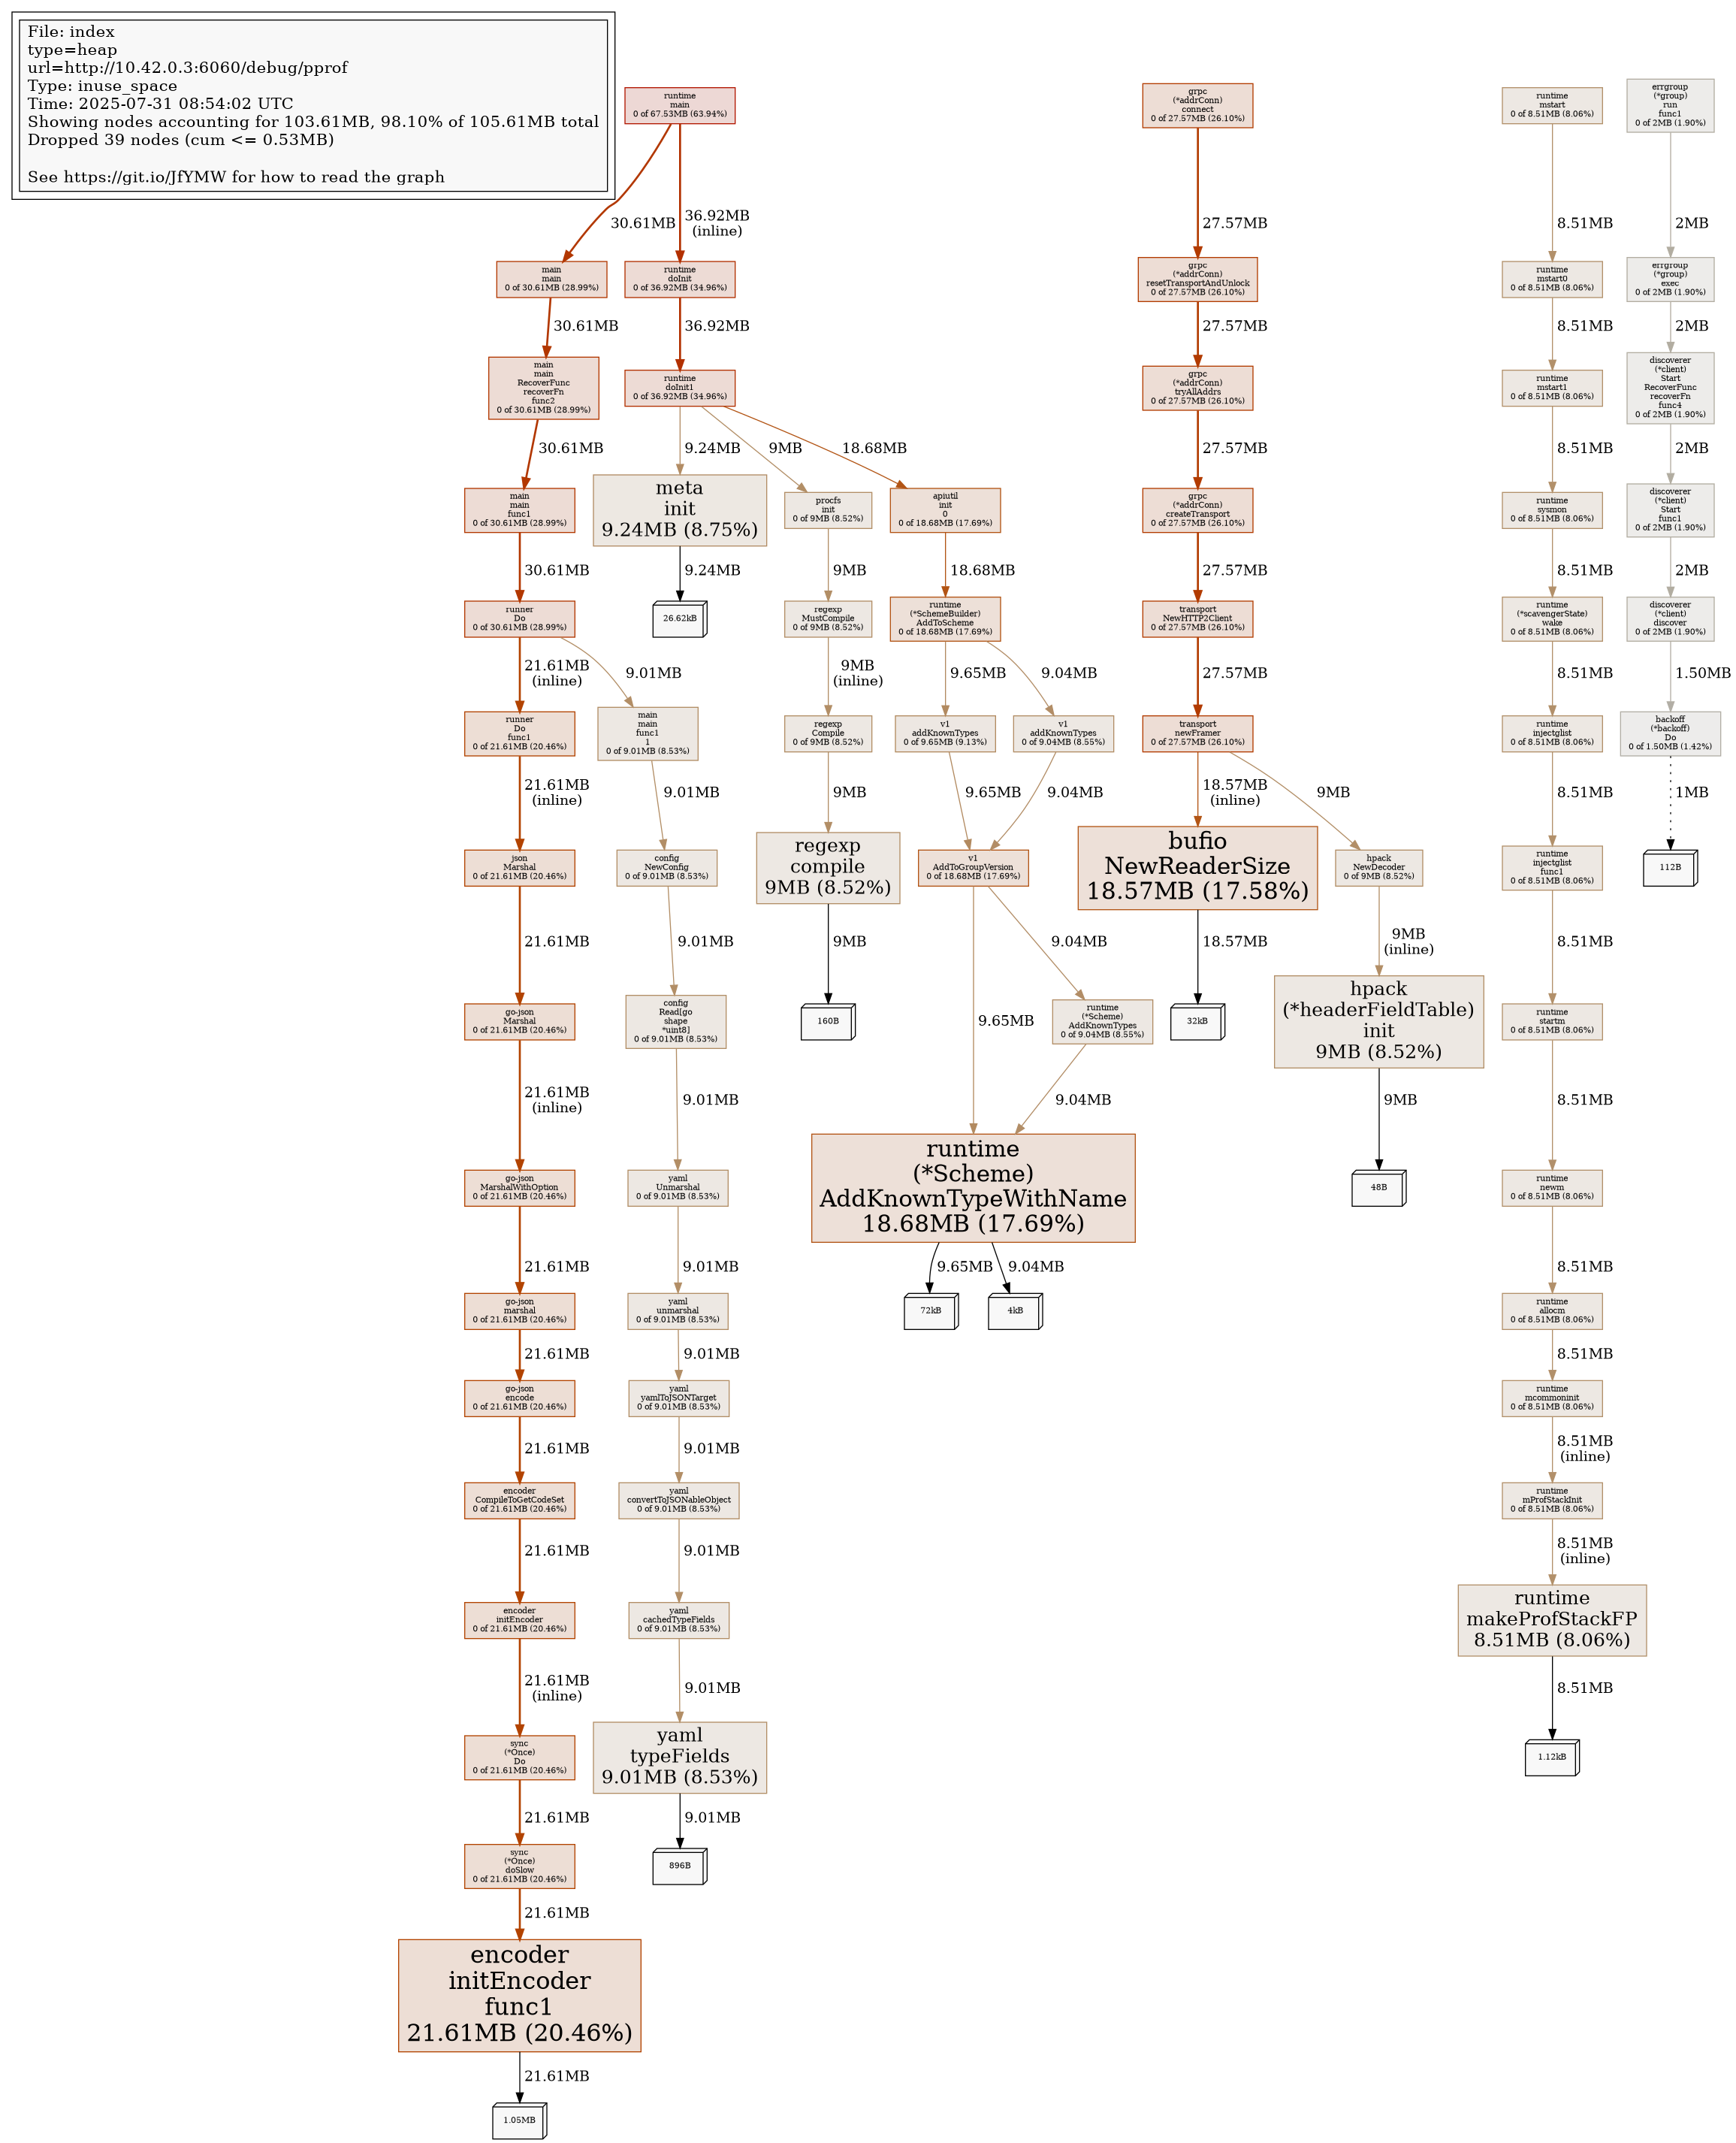 File: index
type=heap
url=http://10.42.0.3:6060/debug/pprof
Type: inuse_space
Time: 2025-07-31 08:54:02 UTC
Showing nodes accounting for 103.61MB, 98.10% of 105.61MB total
Dropped 39 nodes (cum <= 0.53MB)
See https://git.io/JfYMW for how to read the graph
runtime
main
0 of 67.53MB (63.94%)
30.61MB
36.92MB
(inline)
main
main
0 of 30.61MB (28.99%)
30.61MB
main
main
RecoverFunc
recoverFn
func2
0 of 30.61MB (28.99%)
30.61MB
main
main
func1
0 of 30.61MB (28.99%)
30.61MB
runner
Do
0 of 30.61MB (28.99%)
21.61MB
(inline)
9.01MB
runner
Do
func1
0 of 21.61MB (20.46%)
21.61MB
(inline)
json
Marshal
0 of 21.61MB (20.46%)
21.61MB
go-json
Marshal
0 of 21.61MB (20.46%)
21.61MB
(inline)
go-json
MarshalWithOption
0 of 21.61MB (20.46%)
21.61MB
go-json
marshal
0 of 21.61MB (20.46%)
21.61MB
go-json
encode
0 of 21.61MB (20.46%)
21.61MB
encoder
CompileToGetCodeSet
0 of 21.61MB (20.46%)
21.61MB
encoder
initEncoder
0 of 21.61MB (20.46%)
21.61MB
(inline)
sync
(*Once)
Do
0 of 21.61MB (20.46%)
21.61MB
sync
(*Once)
doSlow
0 of 21.61MB (20.46%)
21.61MB
encoder
initEncoder
func1
21.61MB (20.46%)
21.61MB
1.05MB
main
main
func1
1
0 of 9.01MB (8.53%)
9.01MB
config
NewConfig
0 of 9.01MB (8.53%)
9.01MB
config
Read[go
shape
*uint8]
0 of 9.01MB (8.53%)
9.01MB
yaml
Unmarshal
0 of 9.01MB (8.53%)
9.01MB
yaml
unmarshal
0 of 9.01MB (8.53%)
9.01MB
yaml
yamlToJSONTarget
0 of 9.01MB (8.53%)
9.01MB
yaml
convertToJSONableObject
0 of 9.01MB (8.53%)
9.01MB
yaml
cachedTypeFields
0 of 9.01MB (8.53%)
9.01MB
yaml
typeFields
9.01MB (8.53%)
9.01MB
896B
runtime
doInit
0 of 36.92MB (34.96%)
36.92MB
runtime
doInit1
0 of 36.92MB (34.96%)
9.24MB
9MB
18.68MB
meta
init
9.24MB (8.75%)
9.24MB
26.62kB
procfs
init
0 of 9MB (8.52%)
9MB
regexp
MustCompile
0 of 9MB (8.52%)
9MB
(inline)
regexp
Compile
0 of 9MB (8.52%)
9MB
regexp
compile
9MB (8.52%)
9MB
160B
apiutil
init
0
0 of 18.68MB (17.69%)
18.68MB
runtime
(*SchemeBuilder)
AddToScheme
0 of 18.68MB (17.69%)
9.65MB
9.04MB
v1
addKnownTypes
0 of 9.65MB (9.13%)
9.65MB
v1
addKnownTypes
0 of 9.04MB (8.55%)
9.04MB
v1
AddToGroupVersion
0 of 18.68MB (17.69%)
9.65MB
9.04MB
runtime
(*Scheme)
AddKnownTypes
0 of 9.04MB (8.55%)
9.04MB
runtime
(*Scheme)
AddKnownTypeWithName
18.68MB (17.69%)
9.65MB
9.04MB
72kB
4kB
grpc
(*addrConn)
connect
0 of 27.57MB (26.10%)
27.57MB
grpc
(*addrConn)
resetTransportAndUnlock
0 of 27.57MB (26.10%)
27.57MB
grpc
(*addrConn)
tryAllAddrs
0 of 27.57MB (26.10%)
27.57MB
grpc
(*addrConn)
createTransport
0 of 27.57MB (26.10%)
27.57MB
transport
NewHTTP2Client
0 of 27.57MB (26.10%)
27.57MB
transport
newFramer
0 of 27.57MB (26.10%)
18.57MB
(inline)
9MB
bufio
NewReaderSize
18.57MB (17.58%)
18.57MB
32kB
hpack
NewDecoder
0 of 9MB (8.52%)
9MB
(inline)
hpack
(*headerFieldTable)
init
9MB (8.52%)
9MB
48B
runtime
mstart
0 of 8.51MB (8.06%)
8.51MB
runtime
mstart0
0 of 8.51MB (8.06%)
8.51MB
runtime
mstart1
0 of 8.51MB (8.06%)
8.51MB
runtime
sysmon
0 of 8.51MB (8.06%)
8.51MB
runtime
(*scavengerState)
wake
0 of 8.51MB (8.06%)
8.51MB
runtime
injectglist
0 of 8.51MB (8.06%)
8.51MB
runtime
injectglist
func1
0 of 8.51MB (8.06%)
8.51MB
runtime
startm
0 of 8.51MB (8.06%)
8.51MB
runtime
newm
0 of 8.51MB (8.06%)
8.51MB
runtime
allocm
0 of 8.51MB (8.06%)
8.51MB
runtime
mcommoninit
0 of 8.51MB (8.06%)
8.51MB
(inline)
runtime
mProfStackInit
0 of 8.51MB (8.06%)
8.51MB
(inline)
runtime
makeProfStackFP
8.51MB (8.06%)
8.51MB
1.12kB
errgroup
(*group)
run
func1
0 of 2MB (1.90%)
2MB
errgroup
(*group)
exec
0 of 2MB (1.90%)
2MB
discoverer
(*client)
Start
RecoverFunc
recoverFn
func4
0 of 2MB (1.90%)
2MB
discoverer
(*client)
Start
func1
0 of 2MB (1.90%)
2MB
discoverer
(*client)
discover
0 of 2MB (1.90%)
1.50MB
backoff
(*backoff)
Do
0 of 1.50MB (1.42%)
1MB
112B